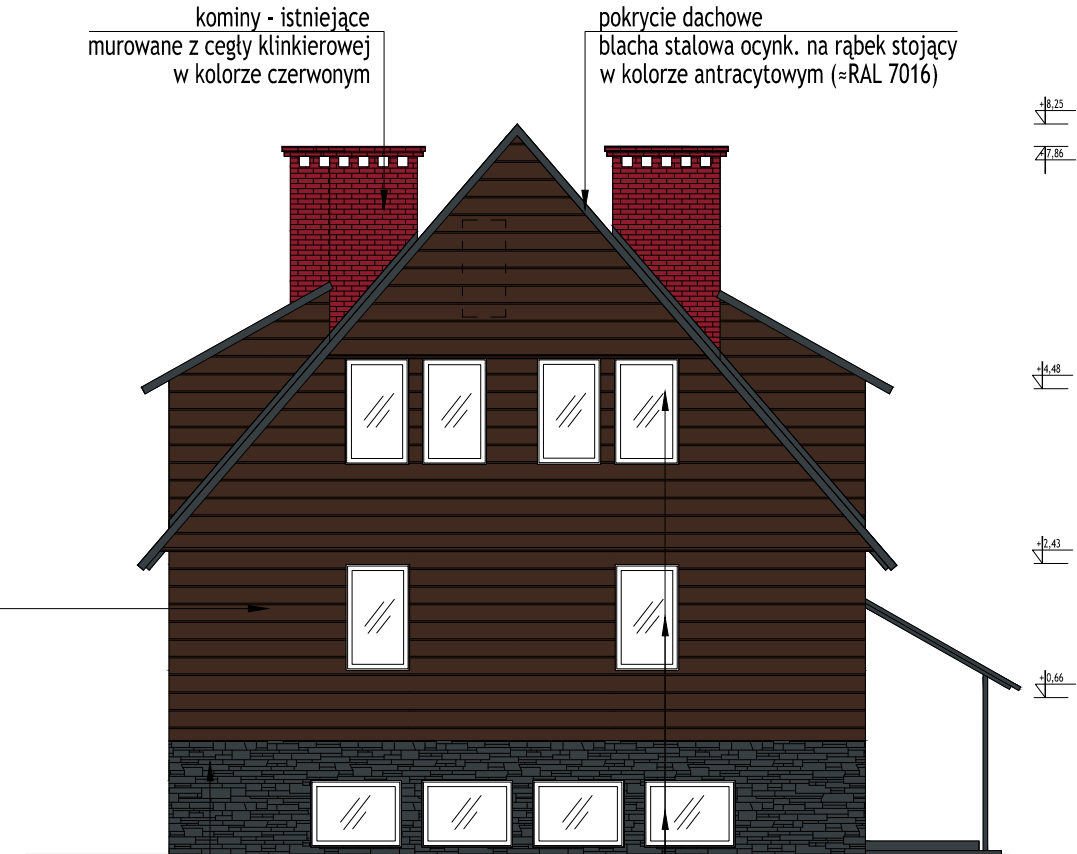 kominy - istniejące
murowane z cegły klinkierowej
w kolorze czerwonym
pokrycie dachowe
blacha stalowa ocynk. na rąbek stojący
w kolorze antracytowym (≈RAL 7016)
+8,25
+7,86
+4,48
+2,43
+0,66